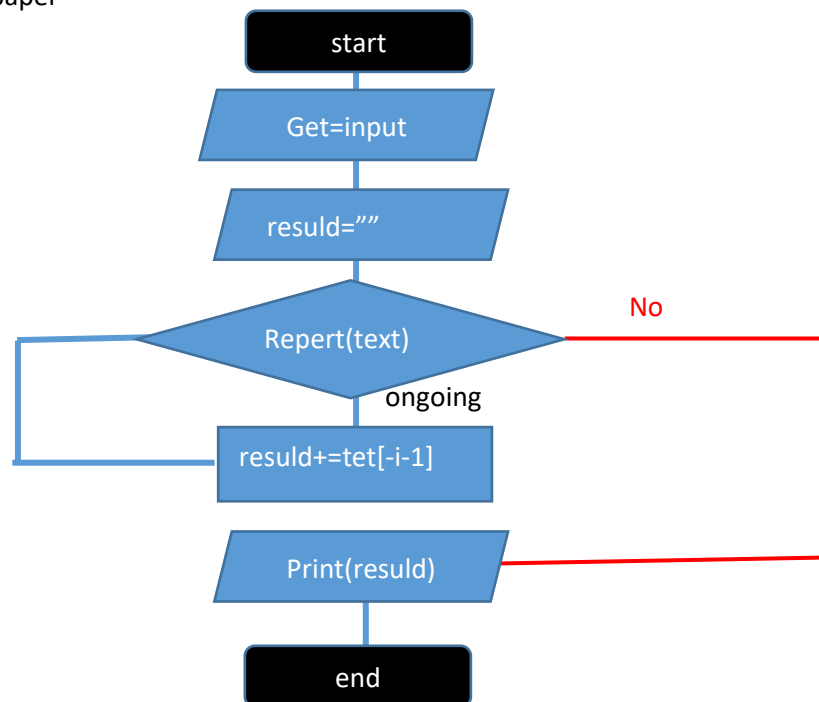 start
Get=input
resuld=””
Repert(text)
No
ongoing
resuld+=tet[-i-1]
Print(resuld)
end